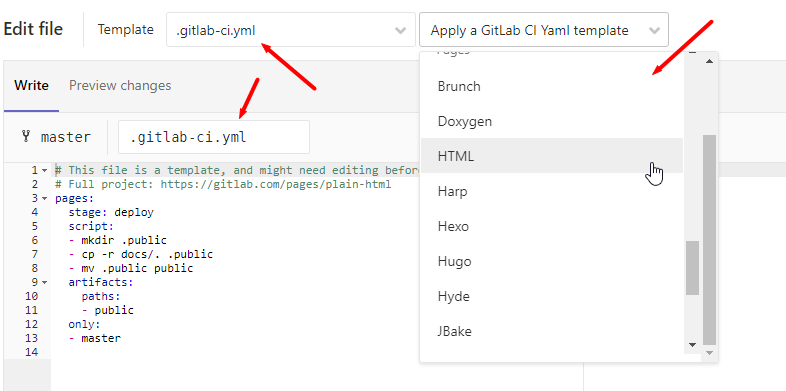 Edit file
Template
.gitlab-ci.yml
Apply a GitLab CI Yaml template
Pages
Brunch
Doxygen
HTML
Harp
Hexo
Hugo
Hyde
JBake
Write
Preview changes
master
.gitlab-ci.yml
1 # This file is a template, and might need editing before
2 # Full project: https://gitlab.com/pages/plain-html
3 pages:
4 stage: deploy
5 script:
6 - mkdir .public
7 - cp -r docs/. .public
8 - mv .public public
9 artifacts:
10 paths:
11 - public
12 only:
13 - master
14